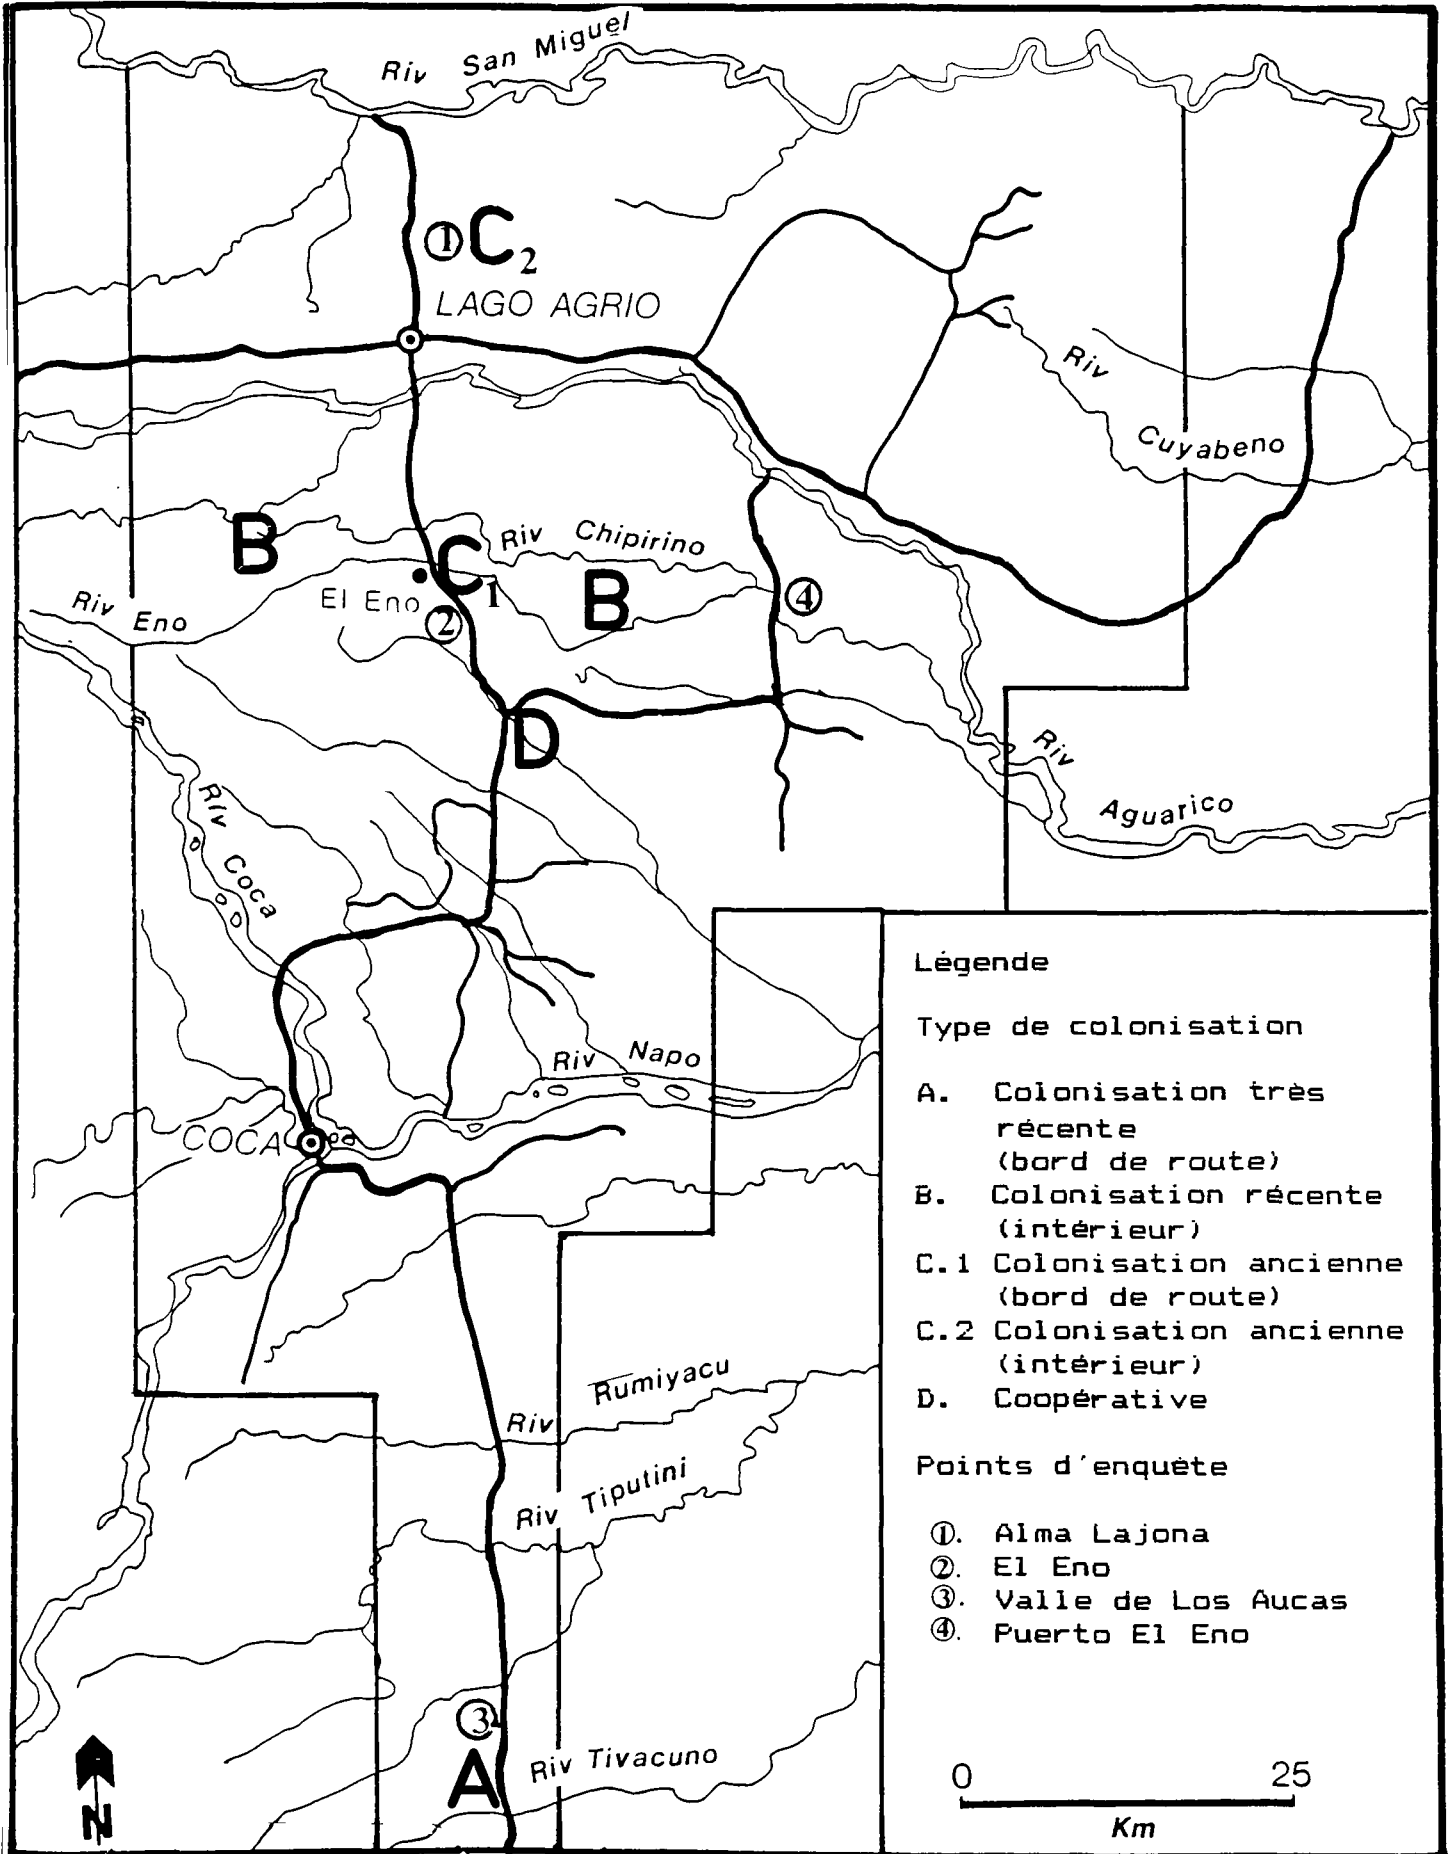 Riv San Miguel
① C₂
LAGO AGRIO
Riv
Cuyabeno
B
Riv Chipirino
C₁
B
④
El Eno
②
Riv Eno
D
Riv
Aguarico
Riv Coca
Riv Napo
COCA
Riv Rumiyacu
Riv Tiputini
③
A
Riv Tivacuno
N
Légende
Type de colonisation
A. Colonisation très
récente
(bord de route)
B. Colonisation récente
(intérieur)
C.1 Colonisation ancienne
(bord de route)
C.2 Colonisation ancienne
(intérieur)
D. Coopérative
Points d'enquête
①. Alma Lajona
②. El Eno
③. Valle de Los Aucas
④. Puerto El Eno
0 25
Km